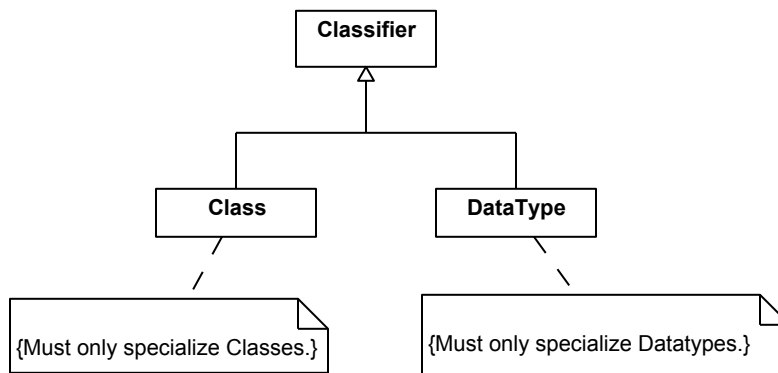 Classifier
Class
DataType
{Must only specialize Classes.}
{Must only specialize Datatypes.}